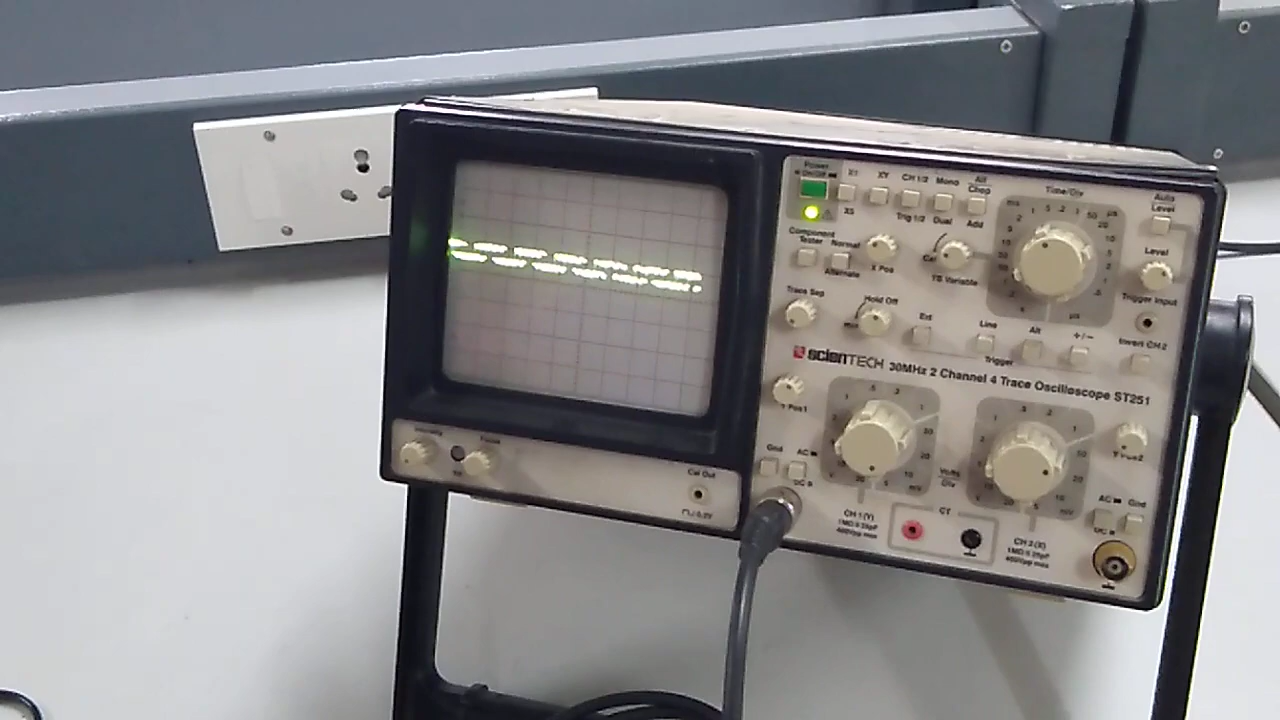 Power
On/Off
X1
XY
CH 1/2
Mono
Alt
Chop
X5
Trig 1/2
Dual
Add
Time/Div
Auto
Level
Component
Tester
Normal
Alternate
X Pos
Cal
TB Variable
Level
Trigger Input
Trace Sep
Hold Off
Ext
Line
Alt
+/-
Trigger
Invert CH 2
SCIENTECH 30MHz 2 Channel 4 Trace Oscilloscope ST251
Y Pos1
Y Pos2
Intensity
Focus
Gnd
AC
DC
Cal Out
Volts
Div
mV
CH 1 (Y)
CT
CH 2 (X)
AC
Gnd
DC